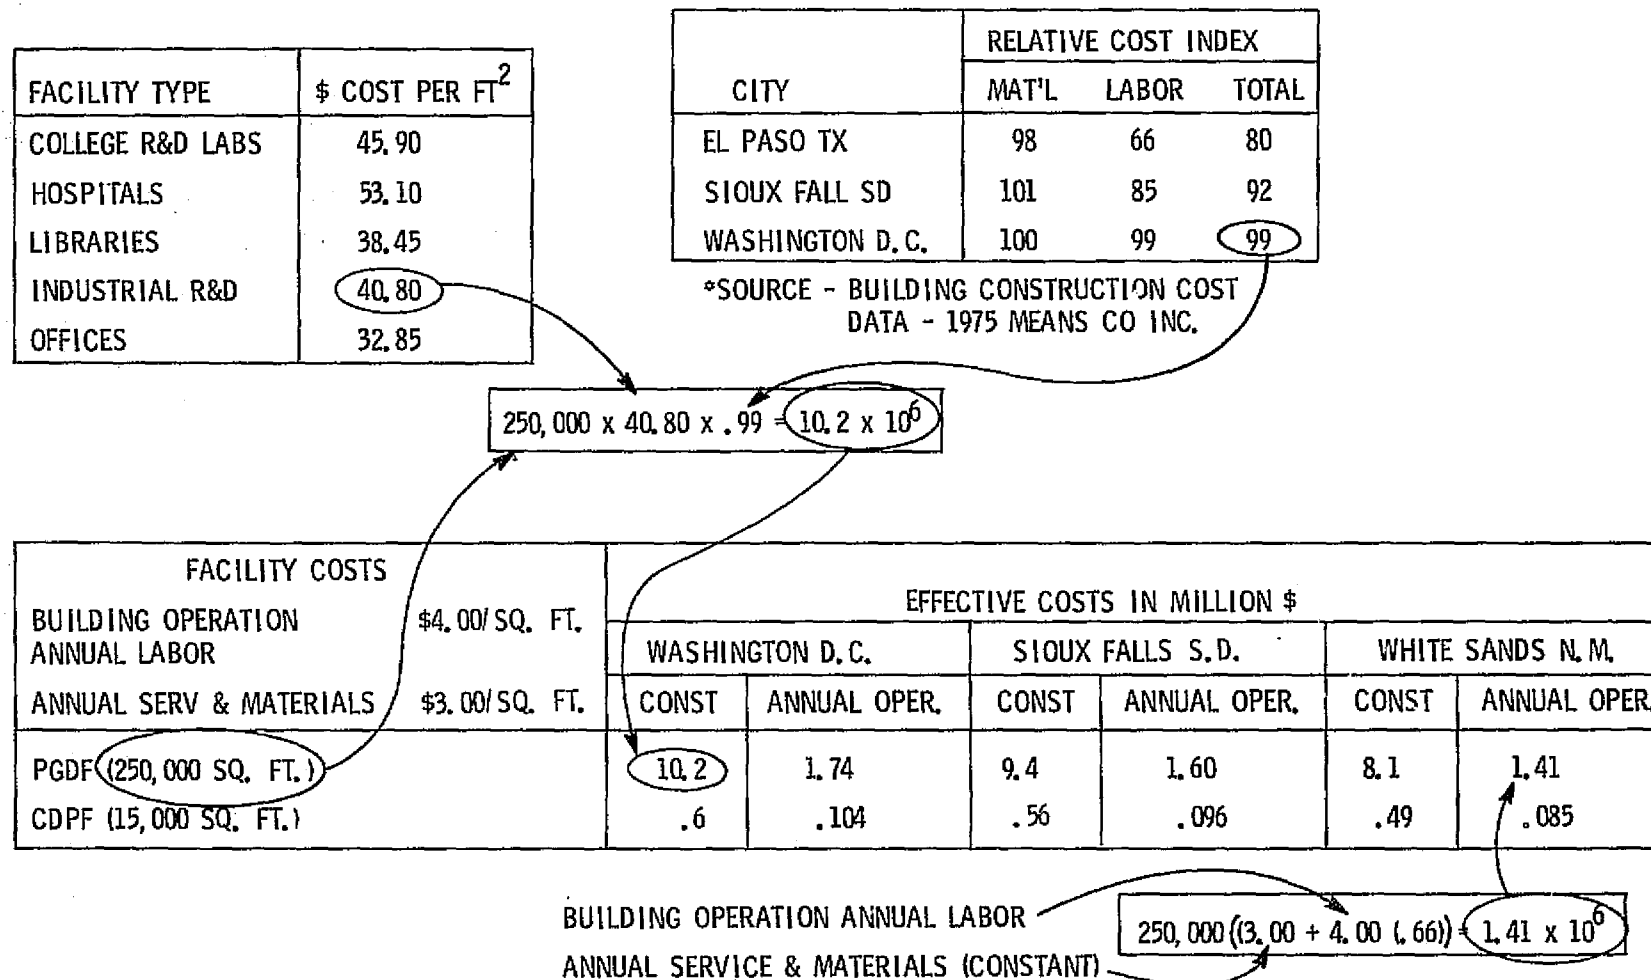 FACILITY TYPE $ COST PER FT2
COLLEGE R&D LABS 45.90
HOSPITALS 53.10
LIBRARIES 38.45
INDUSTRIAL R&D 40.80
OFFICES 32.85
RELATIVE COST INDEX
CITY MAT'L LABOR TOTAL
EL PASO TX 98 66 80
SIOUX FALL SD 101 85 92
WASHINGTON D.C. 100 99 99
*SOURCE - BUILDING CONSTRUCTION COST
DATA - 1975 MEANS CO INC.
250,000 x 40.80 x .99 = 10.2 x 106
FACILITY COSTS
BUILDING OPERATION $4.00/SQ. FT.
ANNUAL LABOR
ANNUAL SERV & MATERIALS $3.00/SQ. FT.
EFFECTIVE COSTS IN MILLION $
WASHINGTON D.C. SIOUX FALLS S.D. WHITE SANDS N.M.
CONST ANNUAL OPER. CONST ANNUAL OPER. CONST ANNUAL OPER.
PGDF (250,000 SQ. FT.) 10.2 1.74 9.4 1.60 8.1 1.41
CDPF (15,000 SQ. FT.) .6 .104 .56 .096 .49 .085
BUILDING OPERATION ANNUAL LABOR
250,000 ((3.00 + 4.00 (.66)) = 1.41 x 106
ANNUAL SERVICE & MATERIALS (CONSTANT)